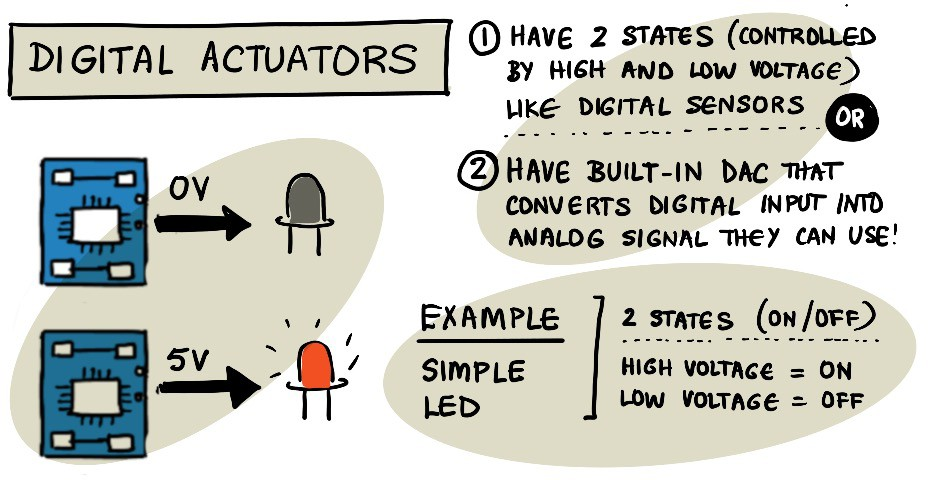 DIGITAL ACTUATORS
① HAVE 2 STATES (CONTROLLED
BY HIGH AND LOW VOLTAGE)
LIKE DIGITAL SENSORS
OR
② HAVE BUILT-IN DAC THAT
CONVERTS DIGITAL INPUT INTO
ANALOG SIGNAL THEY CAN USE!
0V
5V
EXAMPLE
SIMPLE
LED
2 STATES (ON/OFF)
HIGH VOLTAGE = ON
LOW VOLTAGE = OFF